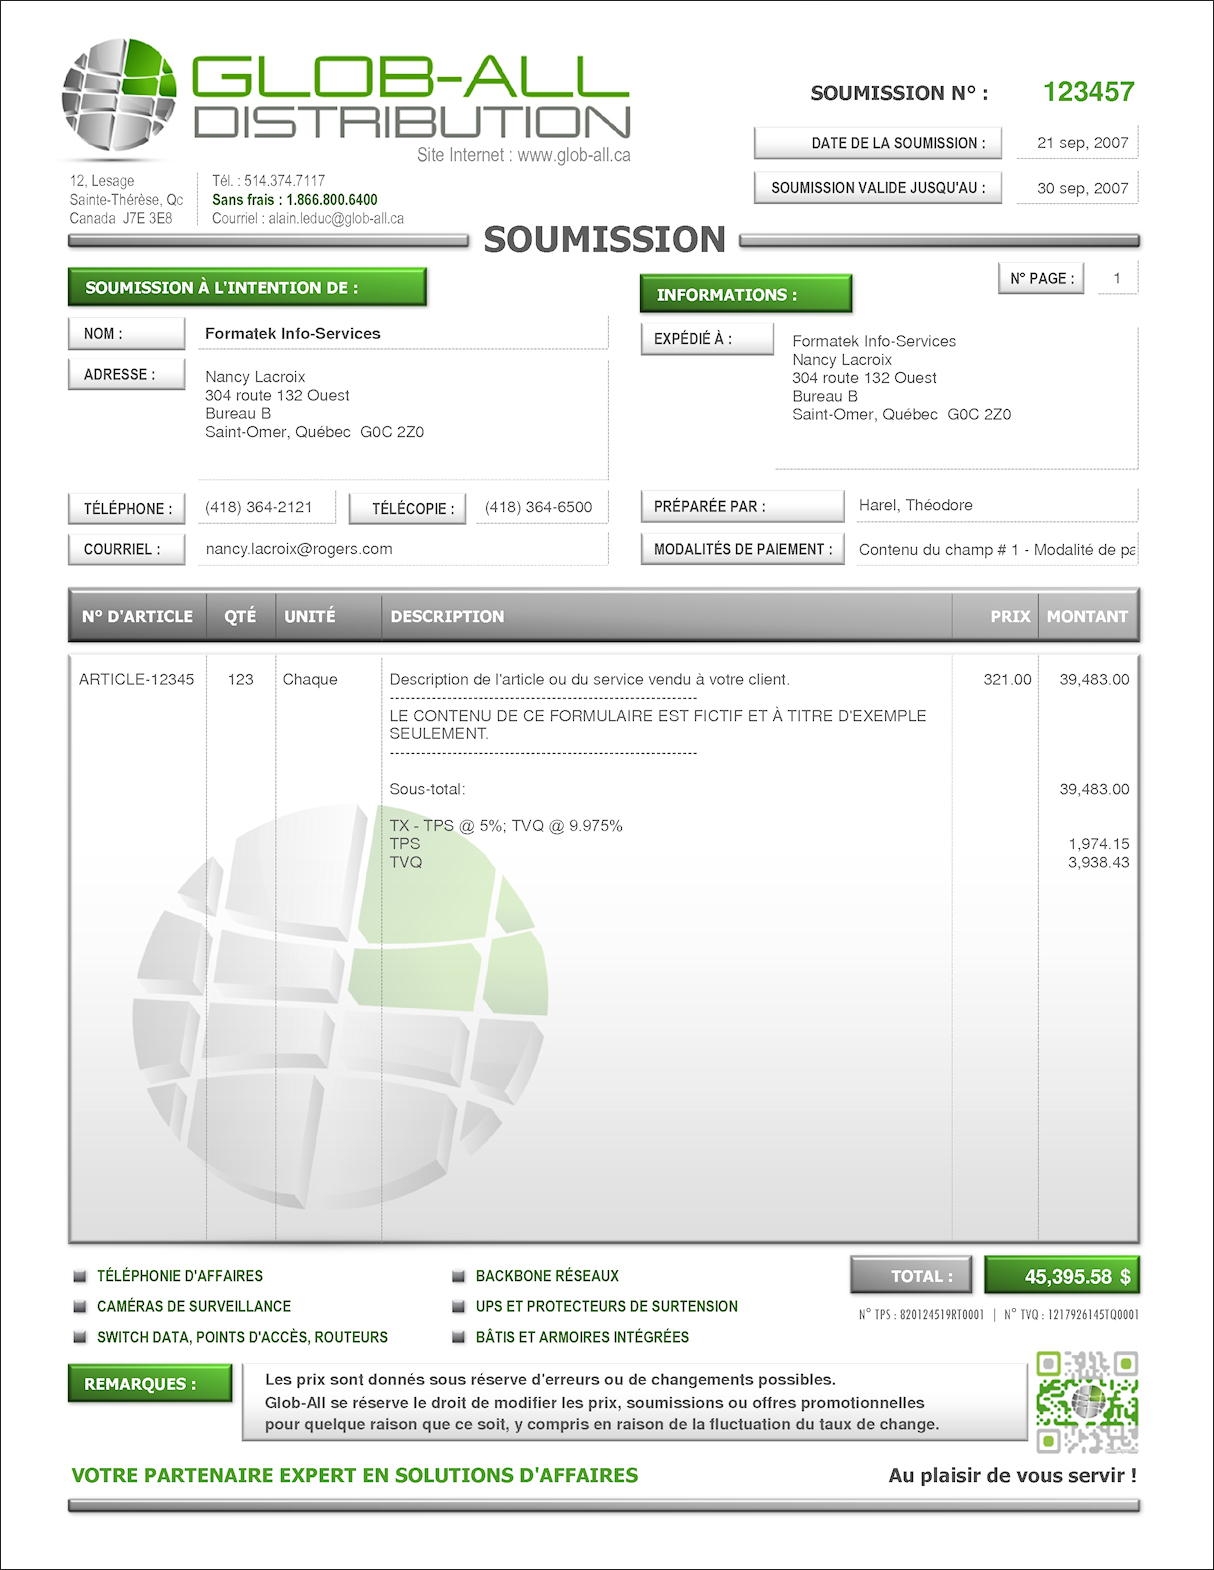 GLOB-ALL
DISTRIBUTION
Site Internet : www.glob-all.ca
12, Lesage
Sainte-Thérèse, Qc
Canada  J7E 3E8
Tél. : 514.374.7117
Sans frais : 1.866.800.6400
Courriel : alain.leduc@glob-all.ca
SOUMISSION N° : 123457
DATE DE LA SOUMISSION : 21 sep, 2007
SOUMISSION VALIDE JUSQU'AU : 30 sep, 2007
SOUMISSION
SOUMISSION À L'INTENTION DE :
NOM : Formatek Info-Services
ADRESSE : Nancy Lacroix
304 route 132 Ouest
Bureau B
Saint-Omer, Québec  G0C 2Z0
TÉLÉPHONE : (418) 364-2121 TÉLÉCOPIE : (418) 364-6500
COURRIEL : nancy.lacroix@rogers.com
INFORMATIONS :
N° PAGE : 1
EXPÉDIÉ À : Formatek Info-Services
Nancy Lacroix
304 route 132 Ouest
Bureau B
Saint-Omer, Québec  G0C 2Z0
PRÉPARÉE PAR : Harel, Théodore
MODALITÉS DE PAIEMENT : Contenu du champ # 1 - Modalité de pa
N° D'ARTICLE QTÉ UNITÉ DESCRIPTION PRIX MONTANT
ARTICLE-12345 123 Chaque Description de l'article ou du service vendu à votre client. 321.00 39,483.00
-----------------------------------------------------------
LE CONTENU DE CE FORMULAIRE EST FICTIF ET À TITRE D'EXEMPLE
SEULEMENT.
-----------------------------------------------------------
Sous-total: 39,483.00
TX - TPS @ 5%; TVQ @ 9.975%
TPS 1,974.15
TVQ 3,938.43
TÉLÉPHONIE D'AFFAIRES
CAMÉRAS DE SURVEILLANCE
SWITCH DATA, POINTS D'ACCÈS, ROUTEURS
BACKBONE RÉSEAUX
UPS ET PROTECTEURS DE SURTENSION
BÂTIS ET ARMOIRES INTÉGRÉES
TOTAL : 45,395.58 $
N° TPS : 820124519RT0001 | N° TVQ : 1217926145TQ0001
REMARQUES :
Les prix sont donnés sous réserve d'erreurs ou de changements possibles.
Glob-All se réserve le droit de modifier les prix, soumissions ou offres promotionnelles
pour quelque raison que ce soit, y compris en raison de la fluctuation du taux de change.
VOTRE PARTENAIRE EXPERT EN SOLUTIONS D'AFFAIRES
Au plaisir de vous servir !